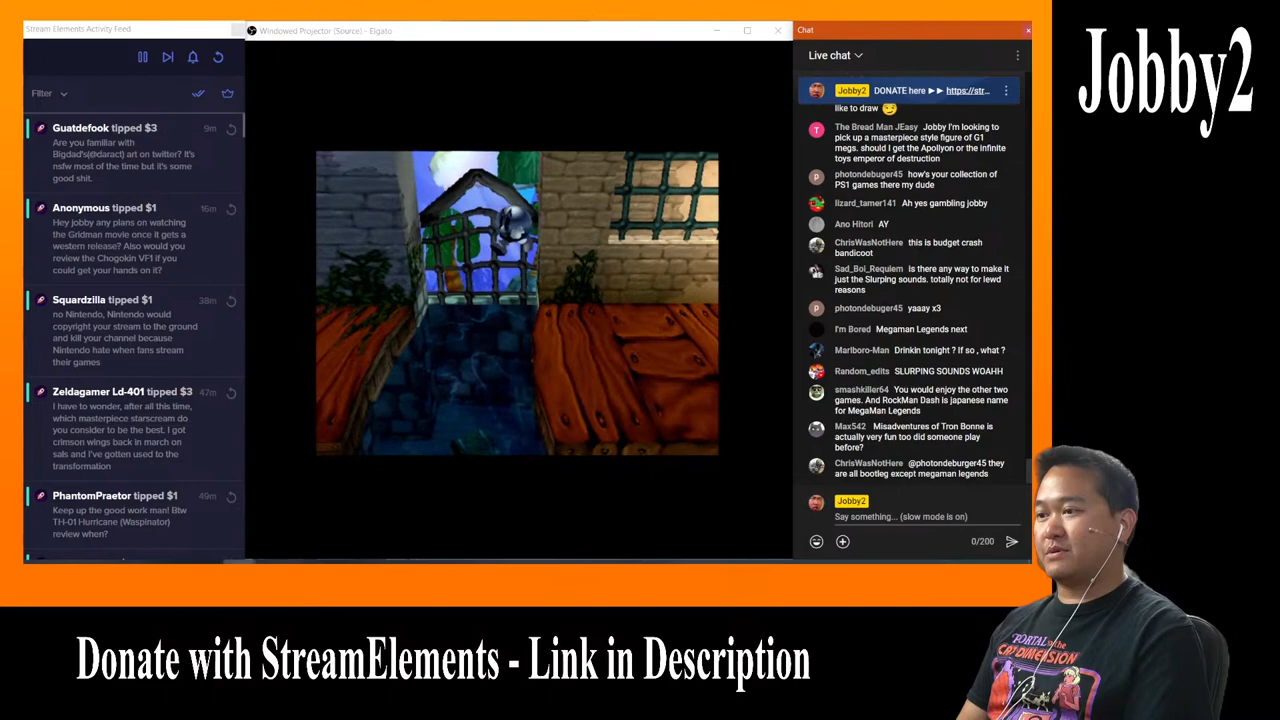 Stream Elements Activity Feed
Filter
Guatdefook tipped $3
9m
Are you familiar with
Bigdad's(@daract) art on twitter? It's
nsfw most of the time but it's some
good shit.
Anonymous tipped $1
16m
Hey jobby any plans on watching
the Gridman movie once it gets a
western release? Also would you
review the Chogokin VF1 if you
could get your hands on it?
Squardzilla tipped $1
38m
no Nintendo, Nintendo would
copyright your stream to the ground
and kill your channel because
Nintendo hate when fans stream
their games
Zeldagamer Ld-401 tipped $3
47m
I have to wonder, after all this time,
which masterpiece starscream do
you consider to be the best. I got
crimson wings back in march on
sals and I've gotten used to the
transformation
PhantomPraetor tipped $1
49m
Keep up the good work man! Btw
TH-01 Hurricane (Waspinator)
review when?
Windowed Projector (Source) - Elgato
Chat
Live chat
Jobby2 DONATE here ►► https://str...
like to draw 😏
The Bread Man JEasy Jobby I'm looking to
pick up a masterpiece style figure of G1
megs. should I get the Apollyon or the Infinite
toys emperor of destruction
photondebuger45 how's your collection of
PS1 games there my dude
lizard_tamer141 Ah yes gambling jobby
Ano Hitori AY
ChrisWasNotHere this is budget crash
bandicoot
Sad_Boi_Requiem Is there any way to make it
just the Slurping sounds. totally not for lewd
reasons
photondebuger45 yaaay x3
I'm Bored Megaman Legends next
Marlboro-Man Drinkin tonight ? If so , what ?
Random_edits SLURPING SOUNDS WOAHH
smashkiller64 You would enjoy the other two
games. And RockMan Dash is japanese name
for MegaMan Legends
Max542 Misadventures of Tron Bonne is
actually very fun too did someone play
before?
ChrisWasNotHere @photondeburger45 they
are all bootleg except megaman legends
Jobby2
Say something... (slow mode is on)
0/200
Jobby2
PORTAL to the
CATDIMENSION
Donate with StreamElements - Link in Description